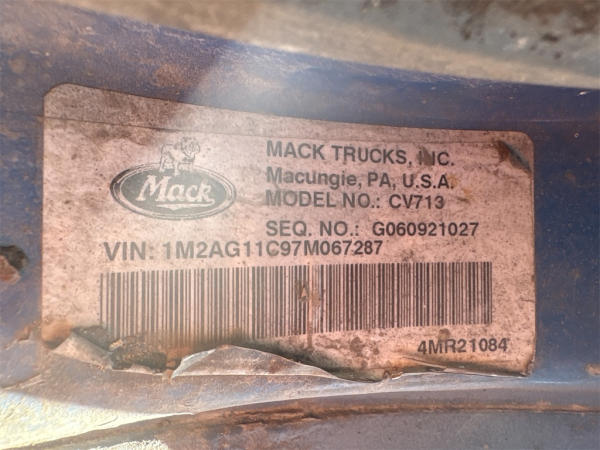 MACK TRUCKS, INC.
Macungie, PA, U.S.A.
MODEL NO.: CV713
Mack
SEQ. NO.: G060921027
VIN: 1M2AG11C97M067287
4MR21084